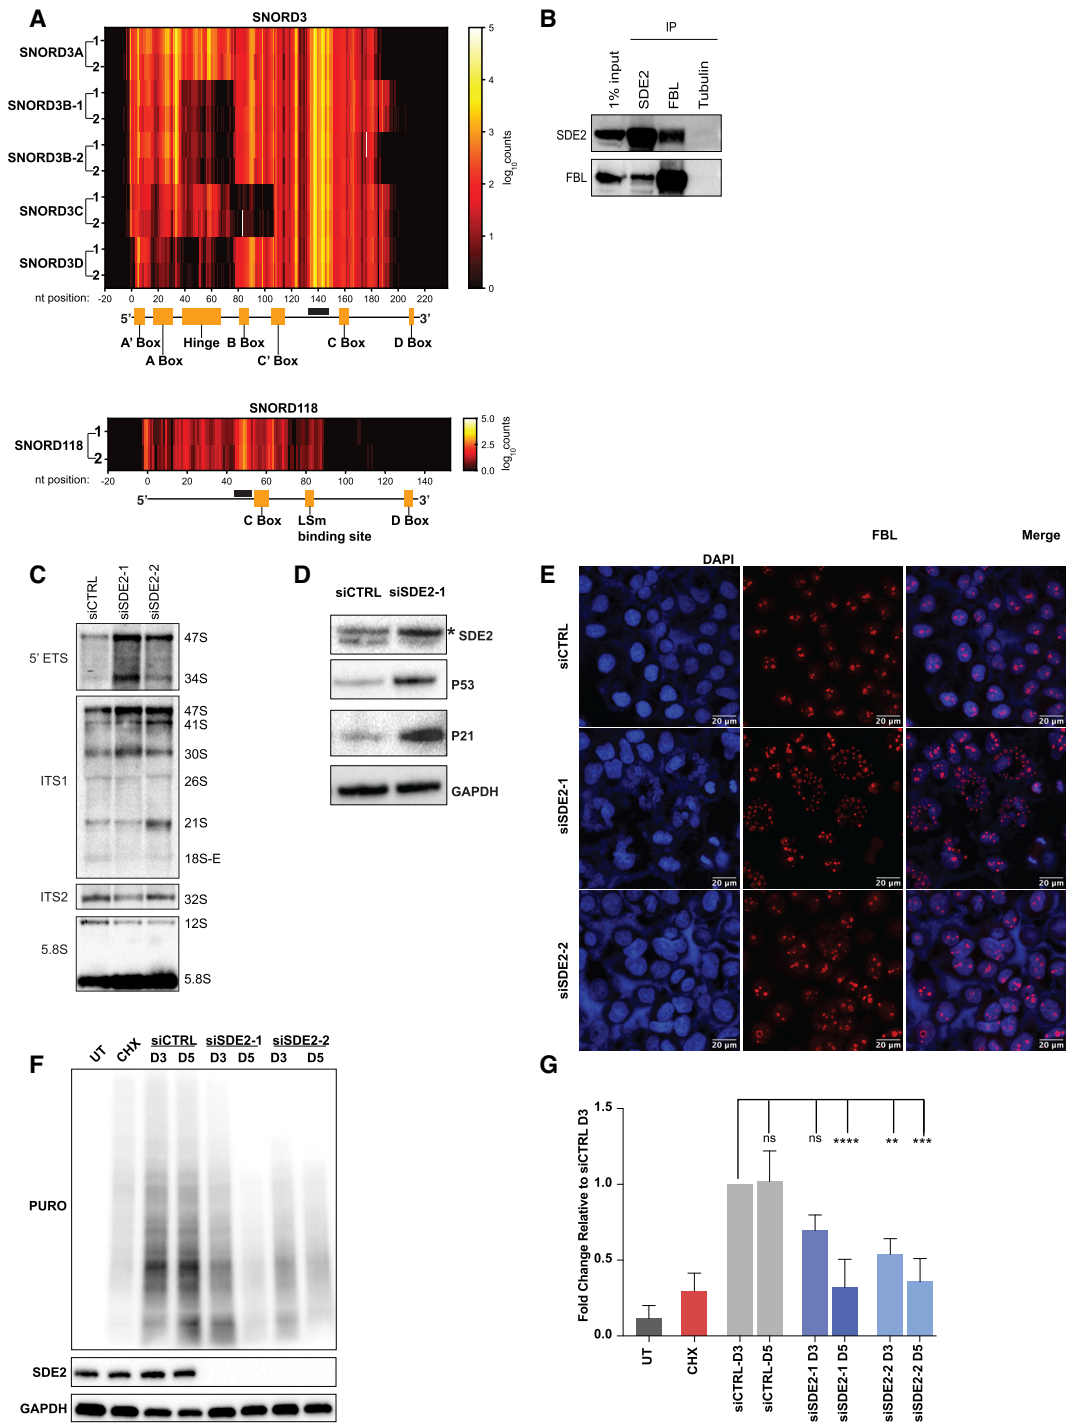 A
SNORD3
SNORD3A
1
2
SNORD3B-1
1
2
SNORD3B-2
1
2
SNORD3C
1
2
SNORD3D
1
2
5
4
3
2
1
0
log10counts
nt position:
-20 0 20 40 60 80 100 120 140 160 180 200 220
5’
3’
A’ Box
Hinge
B Box
C Box
D Box
A Box
C’ Box
SNORD118
SNORD118
1
2
5.0
2.5
0.0
log10counts
nt position:
-20 0 20 40 60 80 100 120 140
5’
3’
C Box
LSm
binding site
D Box
B
IP
1% input
SDE2
FBL
Tubulin
SDE2
FBL
C
siCTRL
siSDE2-1
siSDE2-2
5’ ETS
47S
34S
ITS1
47S
41S
30S
26S
21S
18S-E
ITS2
32S
5.8S
12S
5.8S
D
siCTRL siSDE2-1
* SDE2
P53
P21
GAPDH
E
DAPI
FBL
Merge
siCTRL
20 µm
20 µm
20 µm
siSDE2-1
20 µm
20 µm
20 µm
siSDE2-2
20 µm
20 µm
20 µm
F
UT
CHX
siCTRL
siSDE2-1
siSDE2-2
D3 D5 D3 D5 D3 D5
PURO
SDE2
GAPDH
G
Fold Change Relative to siCTRL D3
1.5
1.0
0.5
0.0
ns
ns
****
**
***
UT
CHX
siCTRL-D3
siCTRL-D5
siSDE2-1 D3
siSDE2-1 D5
siSDE2-2 D3
siSDE2-2 D5